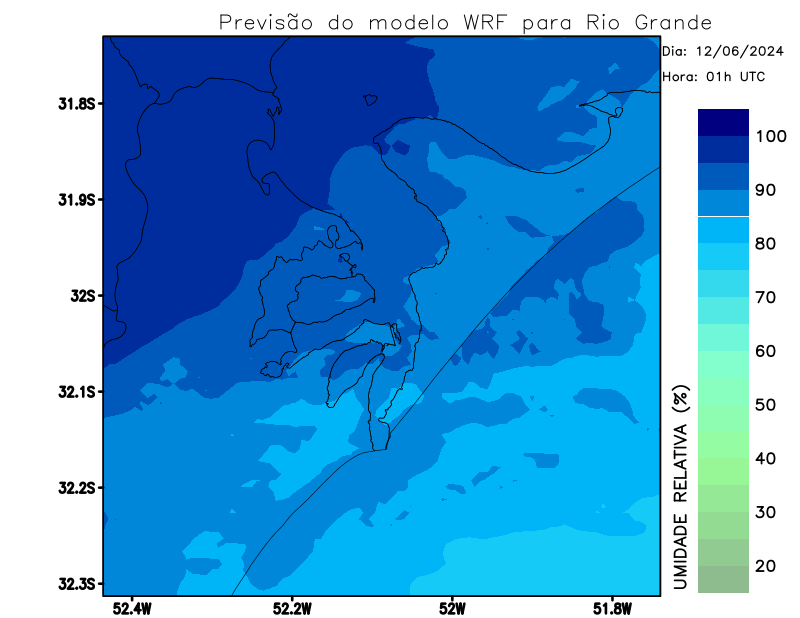 Previsão do modelo WRF para Rio Grande
Dia: 12/06/2024
Hora: 01h UTC
31.8S
31.9S
32S
32.1S
32.2S
32.3S
52.4W
52.2W
52W
51.8W
100
90
80
70
60
50
40
30
20
UMIDADE RELATIVA (%)